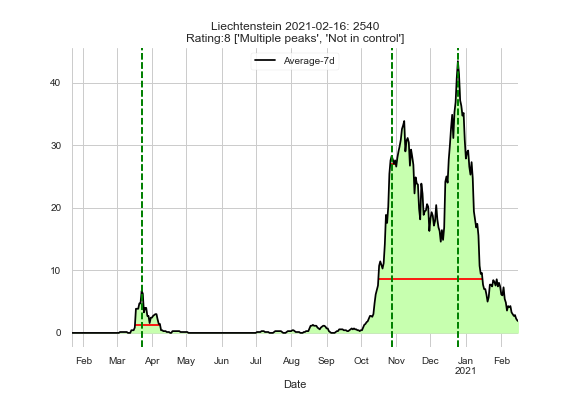 Liechtenstein 2021-02-16: 2540
Rating:8 ['Multiple peaks', 'Not in control']
Average-7d
40
30
20
10
0
Feb Mar Apr May Jun Jul Aug Sep Oct Nov Dec Jan Feb
2021
Date